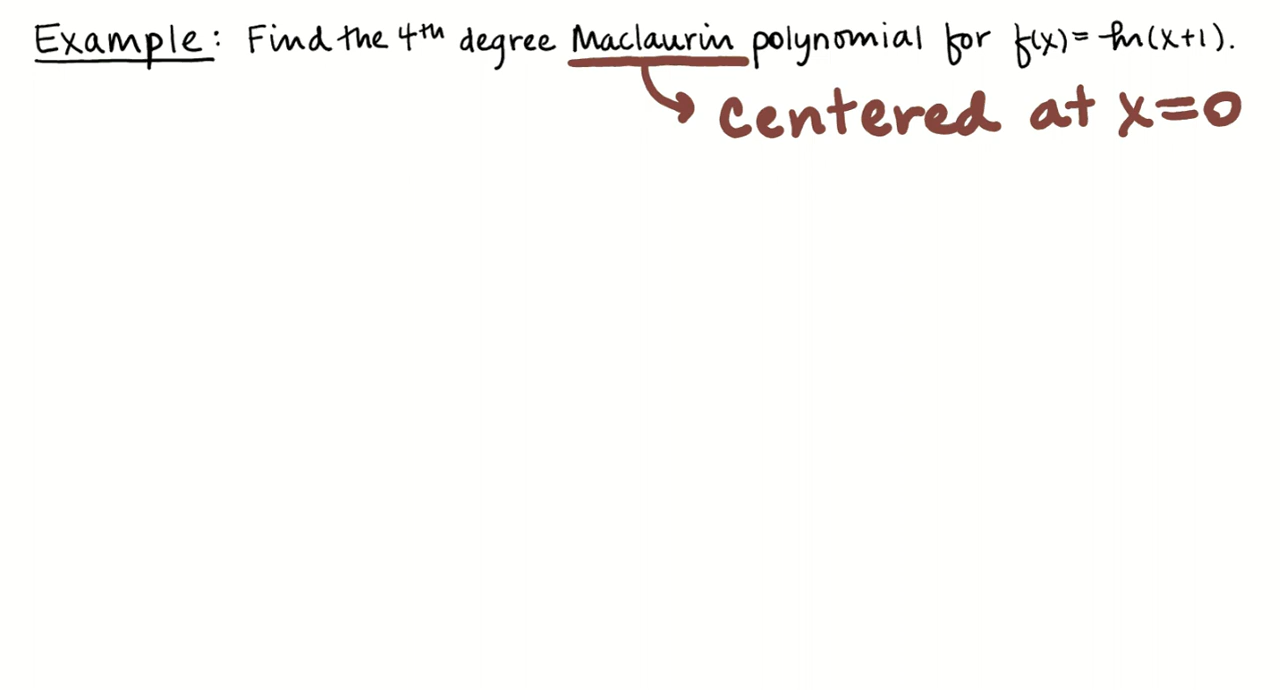 Example: Find the 4th degree Maclaurin polynomial for f(x)=ln(x+1).
centered at x=0